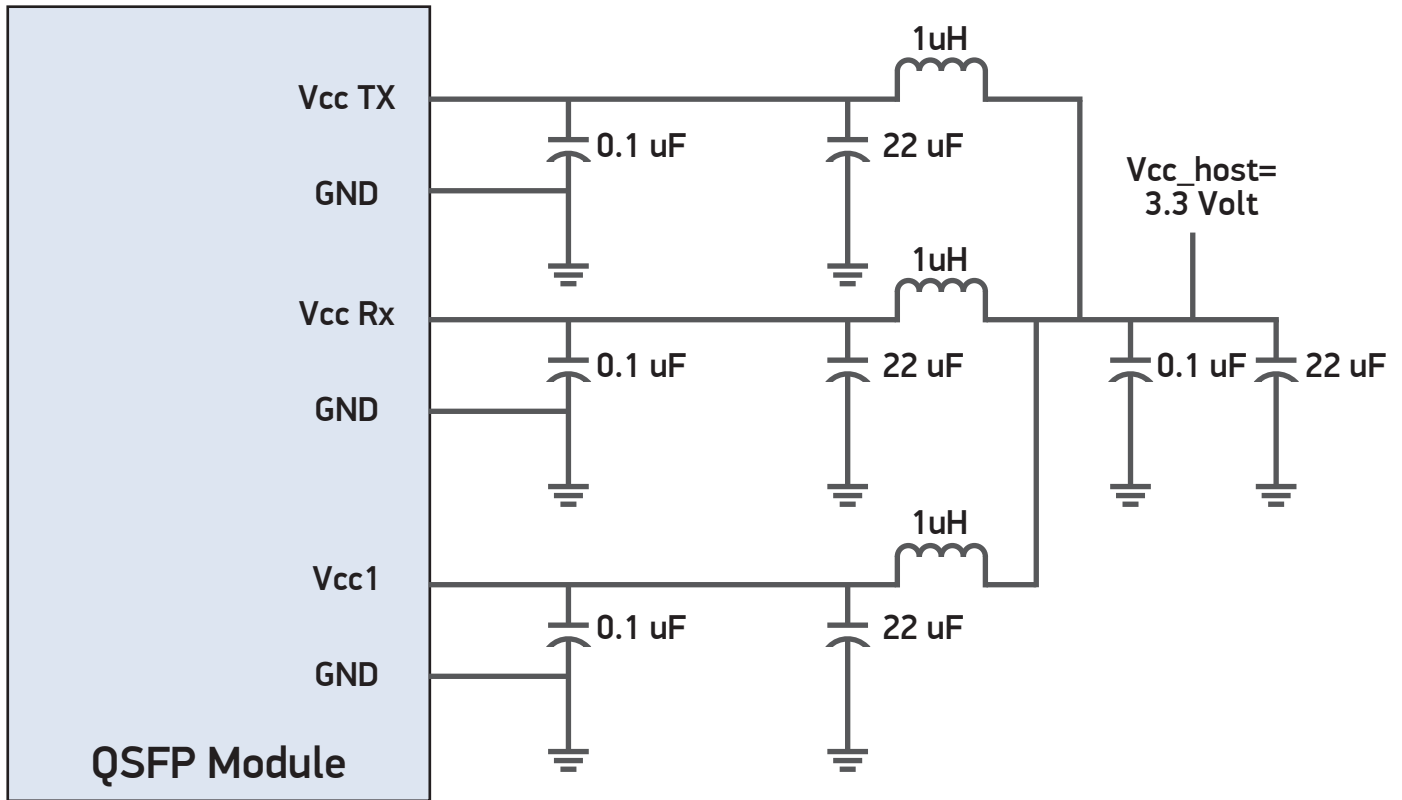 1uH
Vcc TX
0.1 uF
22 uF
GND
Vcc_host=
3.3 Volt
1uH
Vcc Rx
0.1 uF
22 uF
0.1 uF
22 uF
GND
1uH
Vcc1
0.1 uF
22 uF
GND
QSFP Module